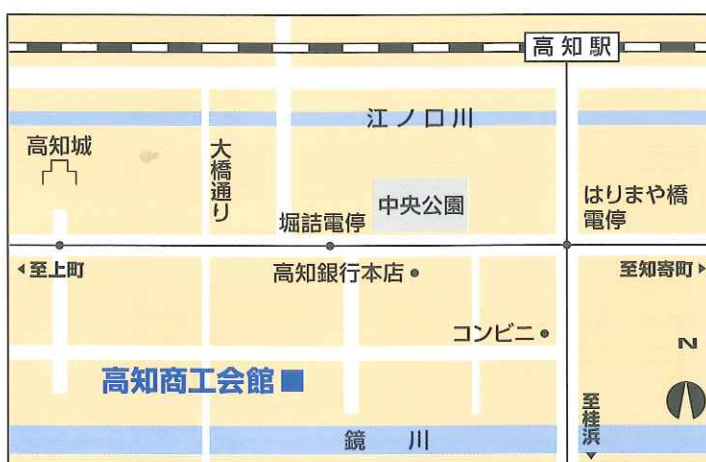 高知駅
江ノ口川
高知城
大橋通り
中央公園
はりまや橋
電停
堀詰電停
至上町
高知銀行本店
至知寄町
コンビニ
N
高知商工会館
至桂浜
鏡川